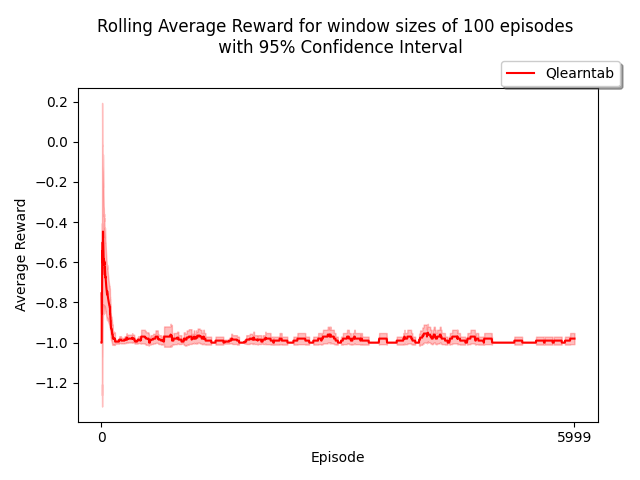 Rolling Average Reward for window sizes of 100 episodes
with 95% Confidence Interval
Qlearntab
0.2
0.0
−0.2
−0.4
−0.6
−0.8
−1.0
−1.2
Average Reward
0
5999
Episode